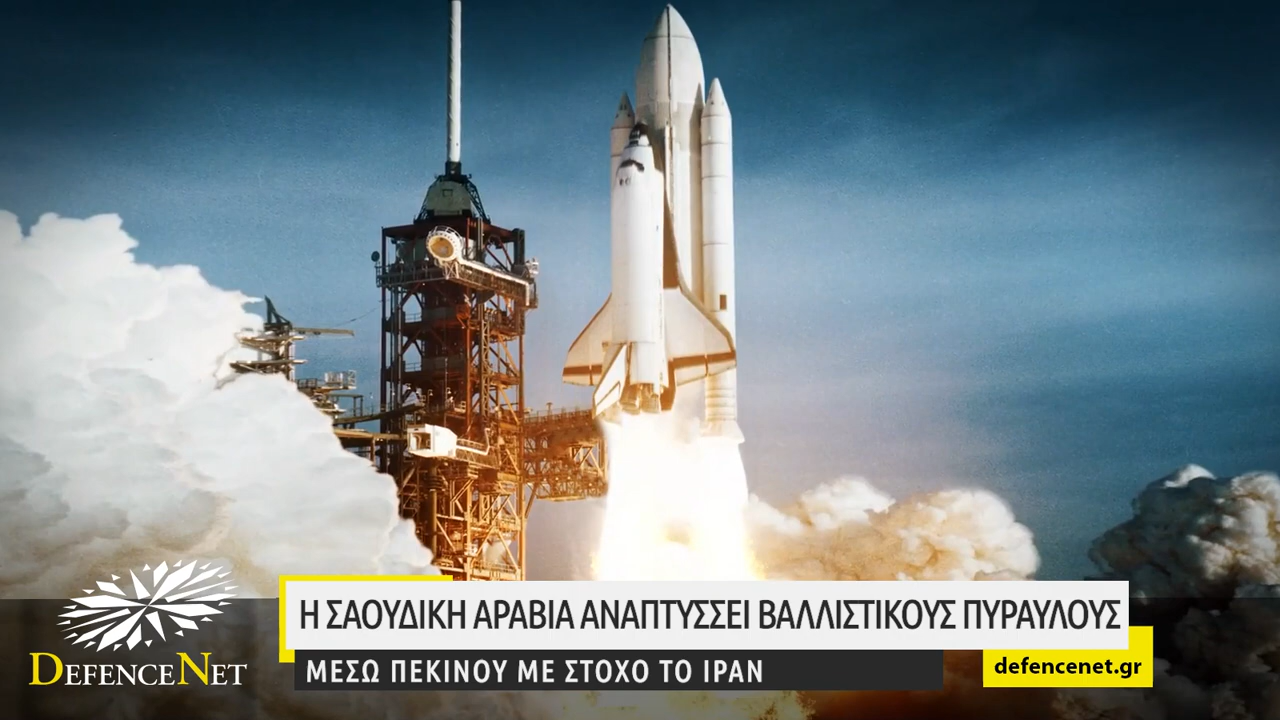 Η ΣΑΟΥΔΙΚΗ ΑΡΑΒΙΑ ΑΝΑΠΤΥΣΣΕΙ ΒΑΛΛΙΣΤΙΚΟΥΣ ΠΥΡΑΥΛΟΥΣ
ΜΕΣΩ ΠΕΚΙΝΟΥ ΜΕ ΣΤΟΧΟ ΤΟ ΙΡΑΝ
defencenet.gr
DEFENCENET